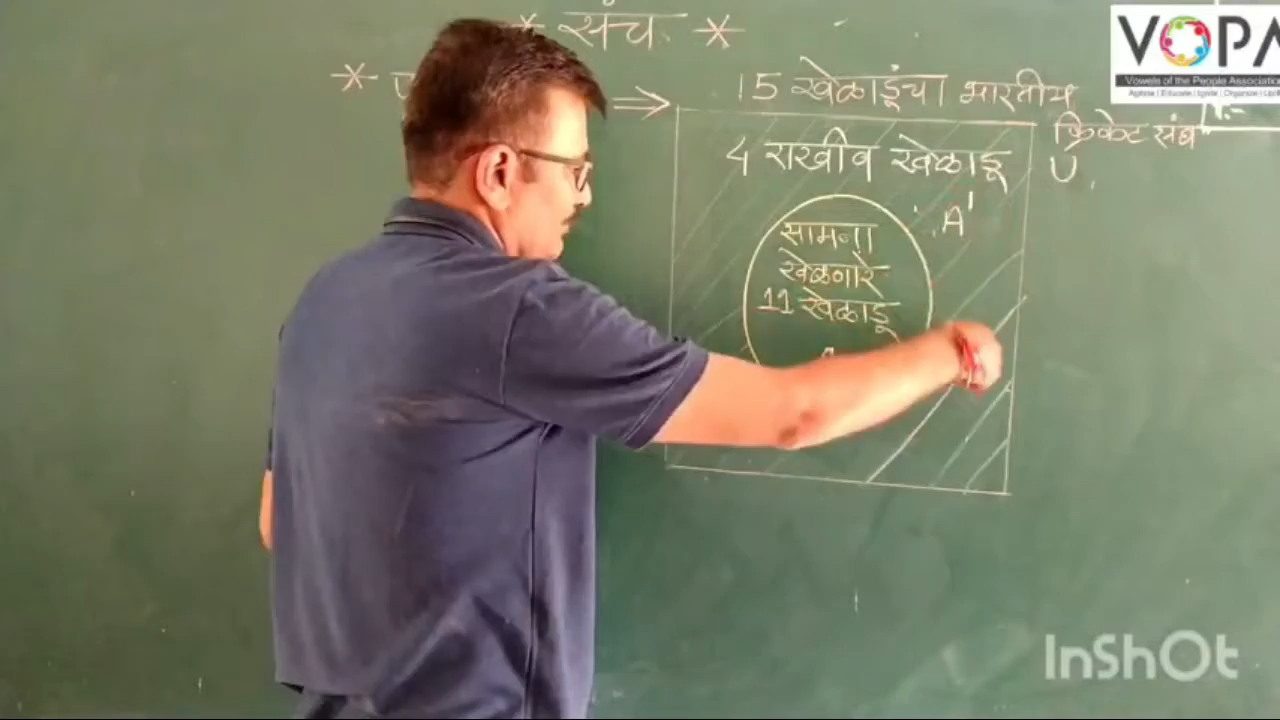 * संच *
*
⇒ 15 खेळाडूंचा भारतीय
क्रिकेट संघ
U
4 राखीव खेळाडू
A'
सामना
खेळणारे
11 खेळाडू
VOPA
Vowels of the People Association
InShOt